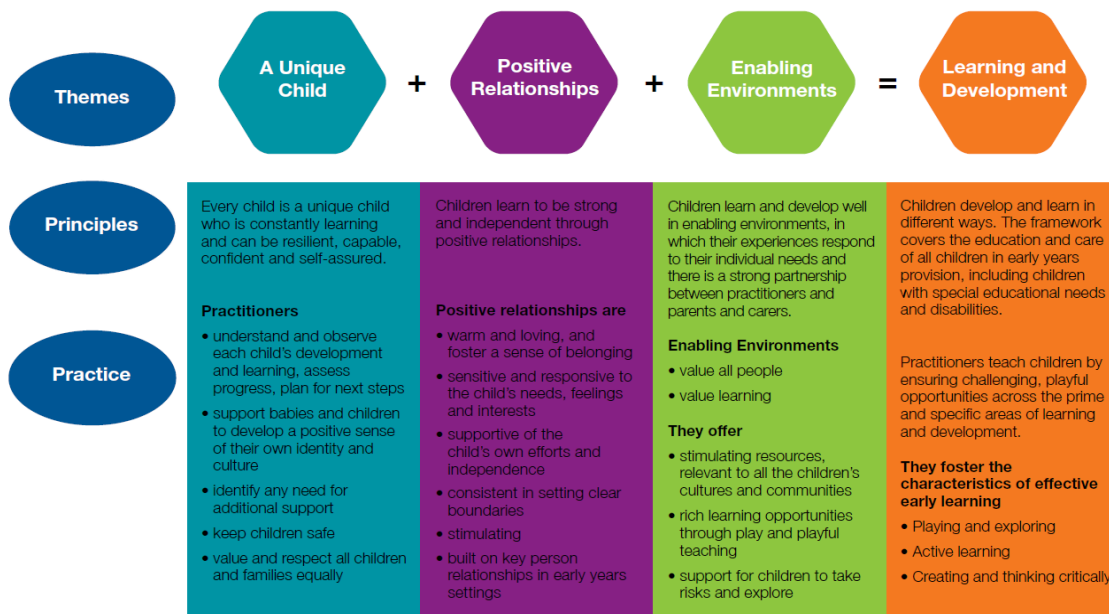 Themes
A Unique
Child
+
Positive
Relationships
+
Enabling
Environments
=
Learning and
Development
Principles
Every child is a unique child
who is constantly learning
and can be resilient, capable,
confident and self-assured.
Children learn to be strong
and independent through
positive relationships.
Children learn and develop well
in enabling environments, in
which their experiences respond
to their individual needs and
there is a strong partnership
between practitioners and
parents and carers.
Children develop and learn in
different ways. The framework
covers the education and care
of all children in early years
provision, including children
with special educational needs
and disabilities.
Practice
Practitioners
• understand and observe
each child's development
and learning, assess
progress, plan for next steps
• support babies and children
to develop a positive sense
of their own identity and
culture
• identify any need for
additional support
• keep children safe
• value and respect all children
and families equally
Positive relationships are
• warm and loving, and
foster a sense of belonging
• sensitive and responsive to
the child's needs, feelings
and interests
• supportive of the
child's own efforts and
independence
• consistent in setting clear
boundaries
• stimulating
• built on key person
relationships in early years
settings
Enabling Environments
• value all people
• value learning
They offer
• stimulating resources,
relevant to all the children's
cultures and communities
• rich learning opportunities
through play and playful
teaching
• support for children to take
risks and explore
Practitioners teach children by
ensuring challenging, playful
opportunities across the prime
and specific areas of learning
and development.
They foster the
characteristics of effective
early learning
• Playing and exploring
• Active learning
• Creating and thinking critically